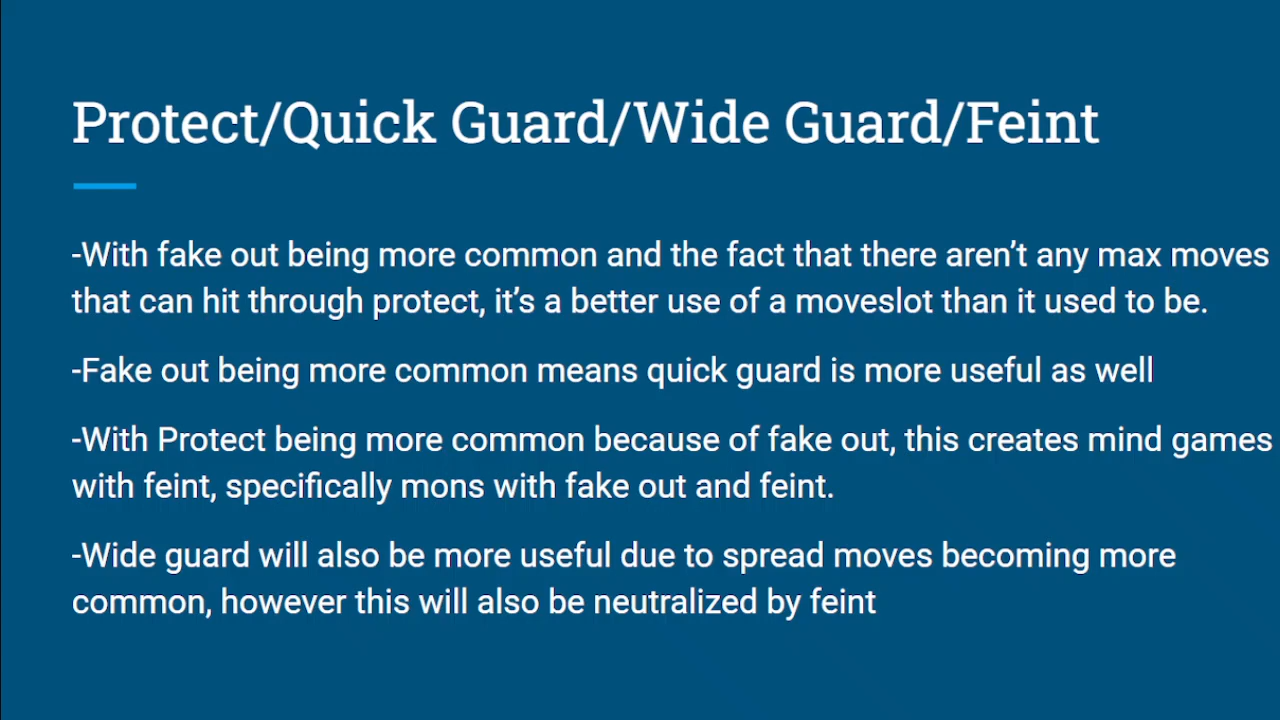 Protect/Quick Guard/Wide Guard/Feint
-With fake out being more common and the fact that there aren’t any max moves
that can hit through protect, it’s a better use of a moveslot than it used to be.
-Fake out being more common means quick guard is more useful as well
-With Protect being more common because of fake out, this creates mind games
with feint, specifically mons with fake out and feint.
-Wide guard will also be more useful due to spread moves becoming more
common, however this will also be neutralized by feint